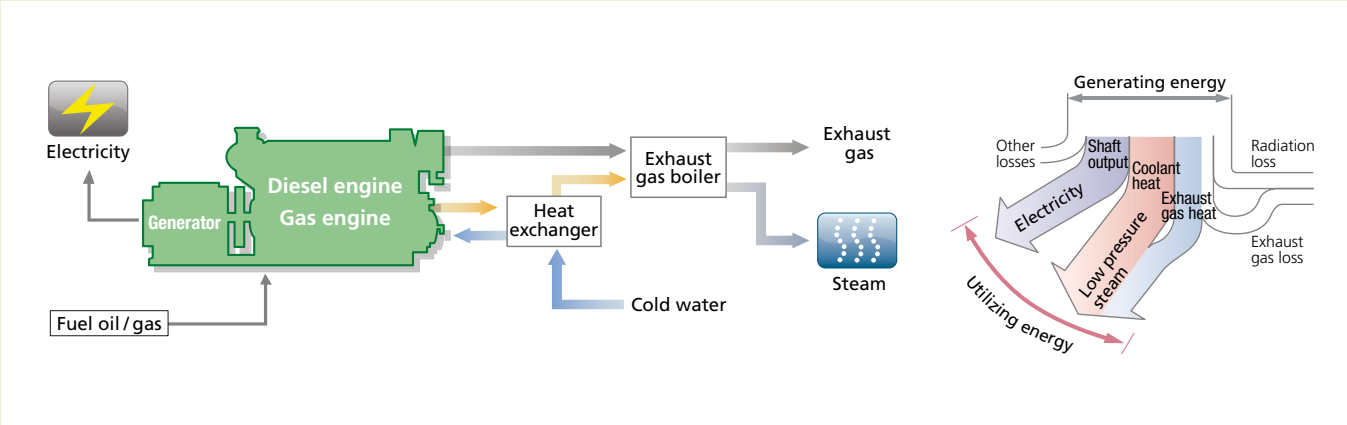 Electricity
Generator
Diesel engine
Gas engine
Fuel oil / gas
Heat
exchanger
Cold water
Exhaust
gas boiler
Exhaust
gas
Steam
Generating energy
Other
losses
Shaft
output
Coolant
heat
Exhaust
gas heat
Radiation
loss
Exhaust
gas loss
Electricity
Low pressure
steam
Utilizing energy